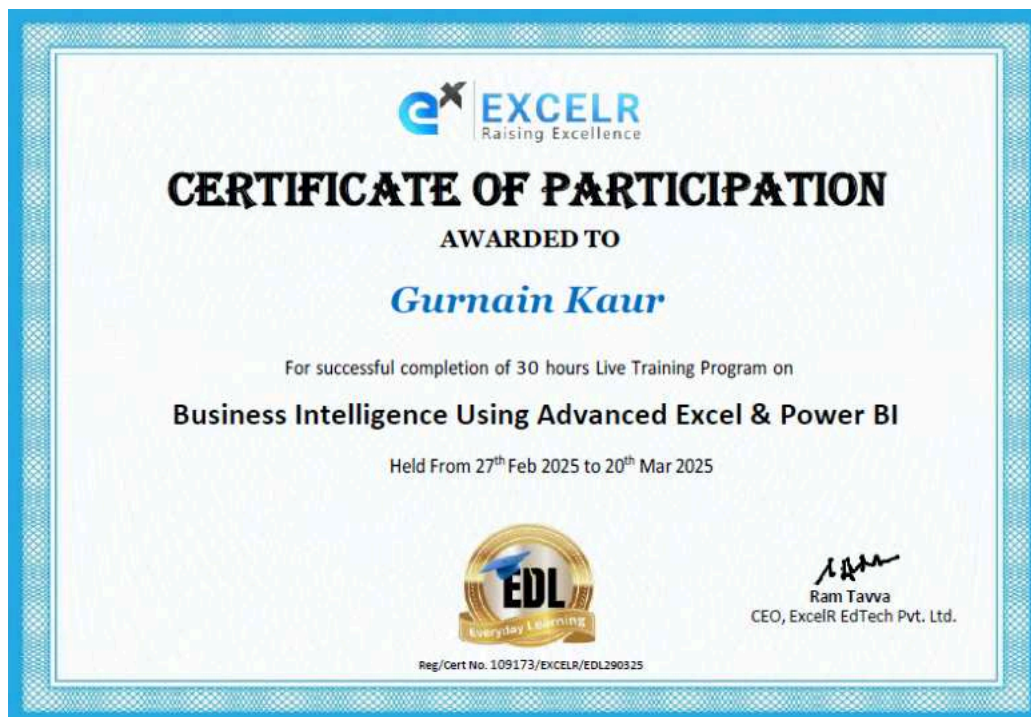 EXCELR
Raising Excellence
CERTIFICATE OF PARTICIPATION
AWARDED TO
Gurnain Kaur
For successful completion of 30 hours Live Training Program on
Business Intelligence Using Advanced Excel & Power BI
Held From 27th Feb 2025 to 20th Mar 2025
EDL
Everyday Learning
Ram Tavva
CEO, ExcelR EdTech Pvt. Ltd.
Reg/Cert No. 109173/EXCELR/EDL290325